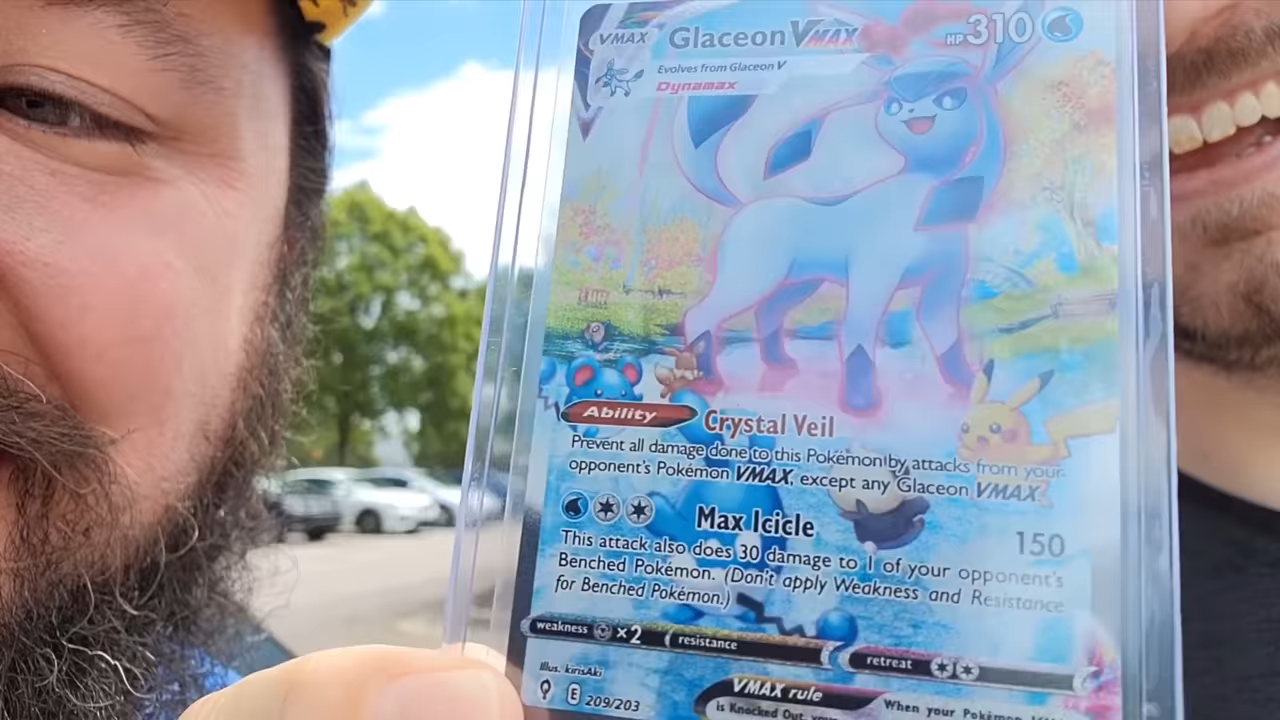 VMAX Glaceon VMAX HP 310
Evolves from Glaceon V
Dynamax
Ability Crystal Veil
Prevent all damage done to this Pokémon by attacks from your
opponent's Pokémon VMAX, except any Glaceon VMAX.
Max Icicle 150
This attack also does 30 damage to 1 of your opponent's
Benched Pokémon. (Don't apply Weakness and Resistance
for Benched Pokémon.)
weakness ×2 resistance retreat
Illus. kirisAki
E 209/203
VMAX rule When your Pokémon
is Knocked Out,